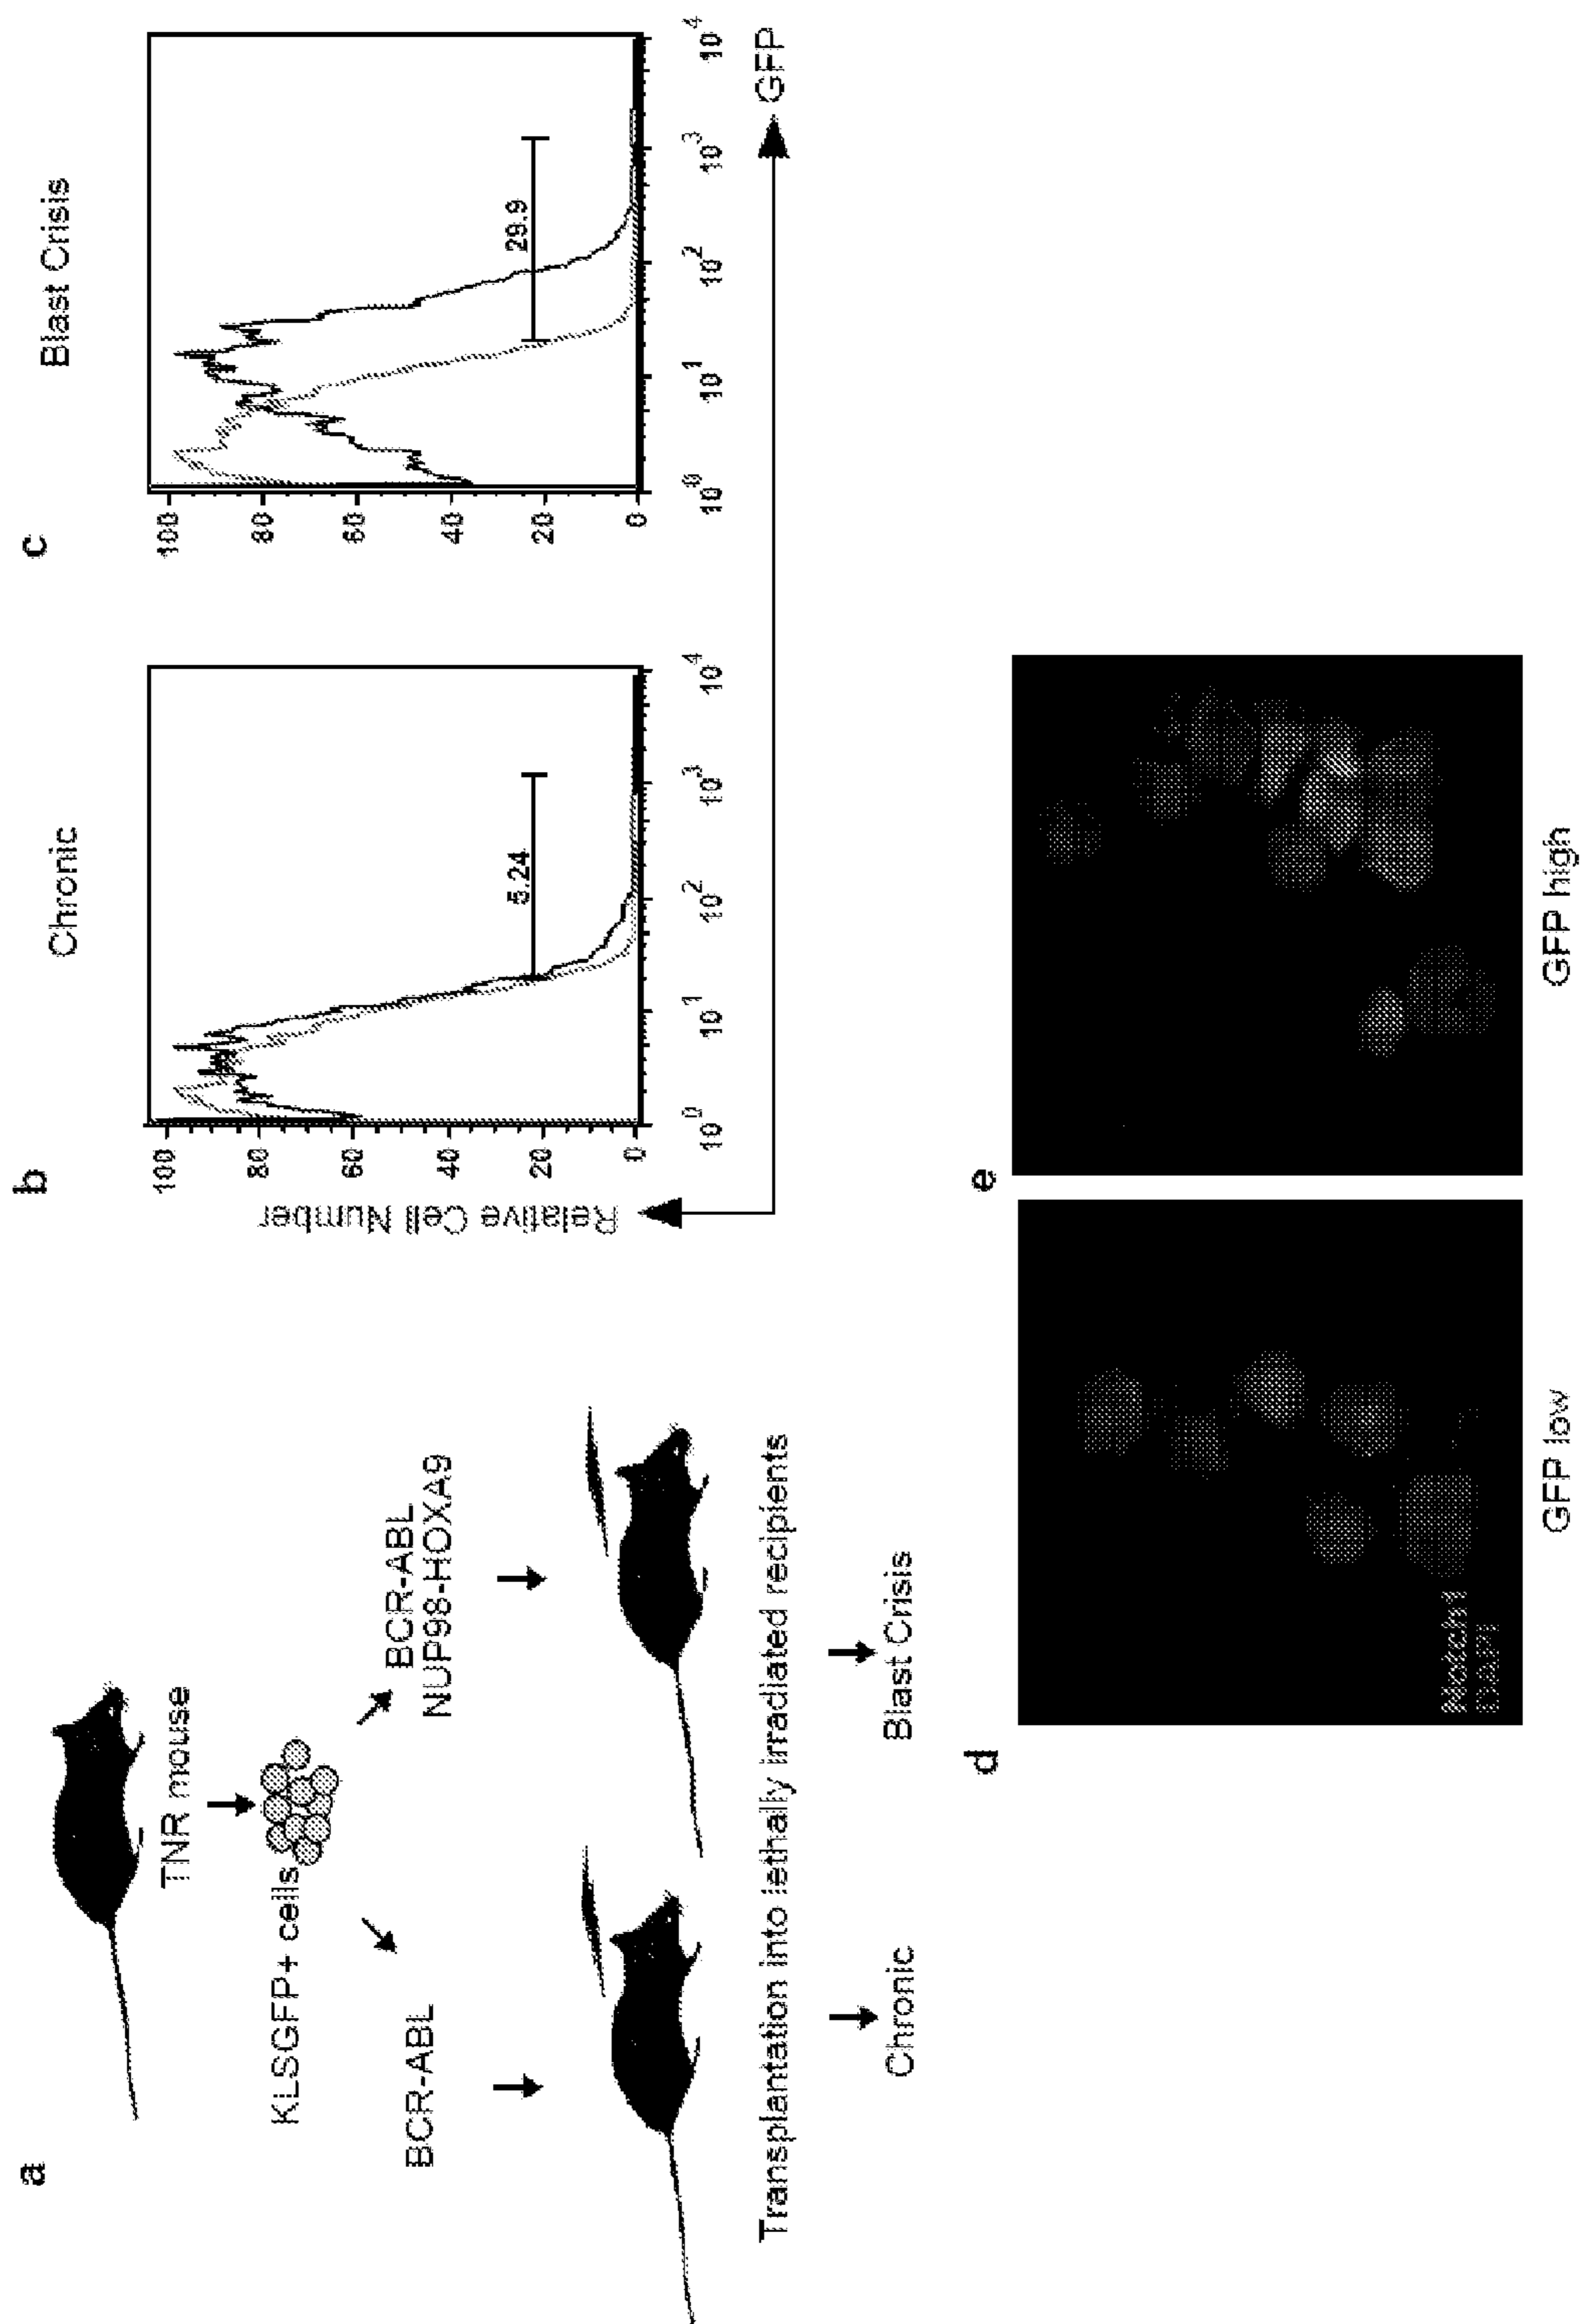 a
TNR mouse
KLSGFP+ cells
BCR-ABL
BCR-ABL
NUP98-HOXA9
Transplantation into lethally irradiated recipients
Chronic
Blast Crisis
b
Chronic
Relative Cell Number
100
80
60
40
20
0
5.24
10^0
10^1
10^2
10^3
10^4
c
Blast Crisis
100
80
60
40
20
0
29.9
10^0
10^1
10^2
10^3
10^4
GFP
d
Notch1
DAPI
GFP low
e
GFP high